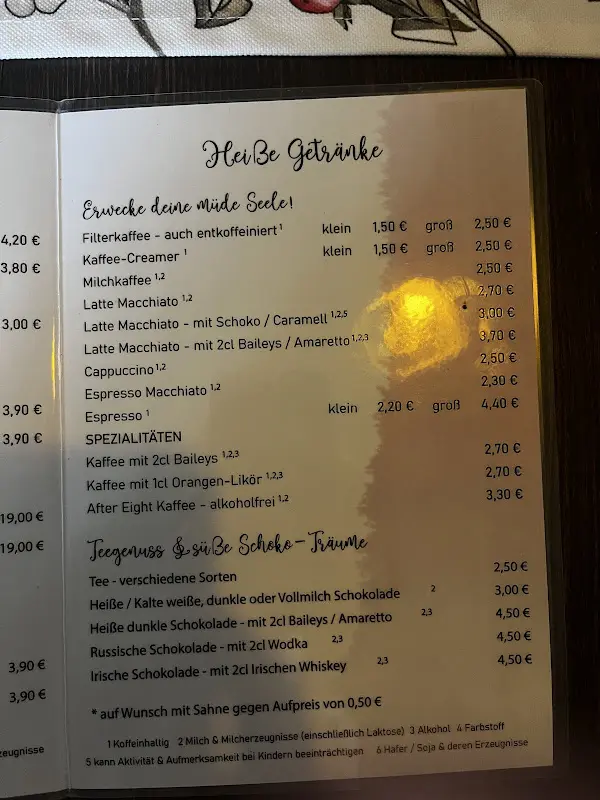 4,20 €
3,80 €
3,00 €
3,90 €
3,90 €
19,00 €
19,00 €
3,90 €
3,90 €
zeugnisse
Heiße Getränke
Erwecke deine müde Seele!
Filterkaffee - auch entkoffeiniert 1 klein 1,50 € groß 2,50 €
Kaffee-Creamer 1 klein 1,50 € groß 2,50 €
Milchkaffee 1,2 2,50 €
Latte Macchiato 1,2 2,70 €
Latte Macchiato - mit Schoko / Caramell 1,2,5 3,00 €
Latte Macchiato - mit 2cl Baileys / Amaretto 1,2,3 3,70 €
Cappuccino 1,2 2,50 €
Espresso Macchiato 1,2 2,30 €
Espresso 1 klein 2,20 € groß 4,40 €
SPEZIALITÄTEN
Kaffee mit 2cl Baileys 1,2,3 2,70 €
Kaffee mit 1cl Orangen-Likör 1,2,3 2,70 €
After Eight Kaffee - alkoholfrei 1,2 3,30 €
Teegenuss & süße Schoko-Träume
Tee - verschiedene Sorten 2,50 €
Heiße / Kalte weiße, dunkle oder Vollmilch Schokolade 2 3,00 €
Heiße dunkle Schokolade - mit 2cl Baileys / Amaretto 2,3 4,50 €
Russische Schokolade - mit 2cl Wodka 2,3 4,50 €
Irische Schokolade - mit 2cl Irischen Whiskey 2,3 4,50 €
* auf Wunsch mit Sahne gegen Aufpreis von 0,50 €
1 Koffeinhaltig 2 Milch & Milcherzeugnisse (einschließlich Laktose) 3 Alkohol 4 Farbstoff
5 kann Aktivität & Aufmerksamkeit bei Kindern beeinträchtigen 6 Hafer / Soja & deren Erzeugnisse